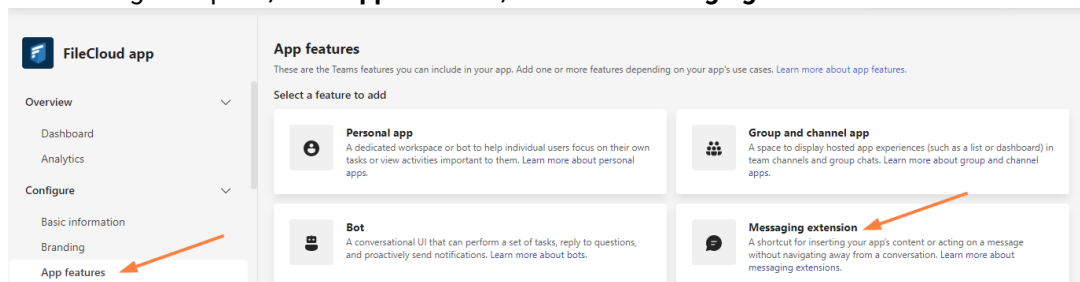 FileCloud app
Overview
Dashboard
Analytics
Configure
Basic information
Branding
App features
App features
These are the Teams features you can include in your app. Add one or more features depending on your app's use cases. Learn more about app features.
Select a feature to add
Personal app
A dedicated workspace or bot to help individual users focus on their own
tasks or view activities important to them. Learn more about personal
apps.
Group and channel app
A space to display hosted app experiences (such as a list or dashboard) in
team channels and group chats. Learn more about group and channel
apps.
Bot
A conversational UI that can perform a set of tasks, reply to questions,
and proactively send notifications. Learn more about bots.
Messaging extension
A shortcut for inserting your app's content or acting on a message
without navigating away from a conversation. Learn more about
messaging extensions.